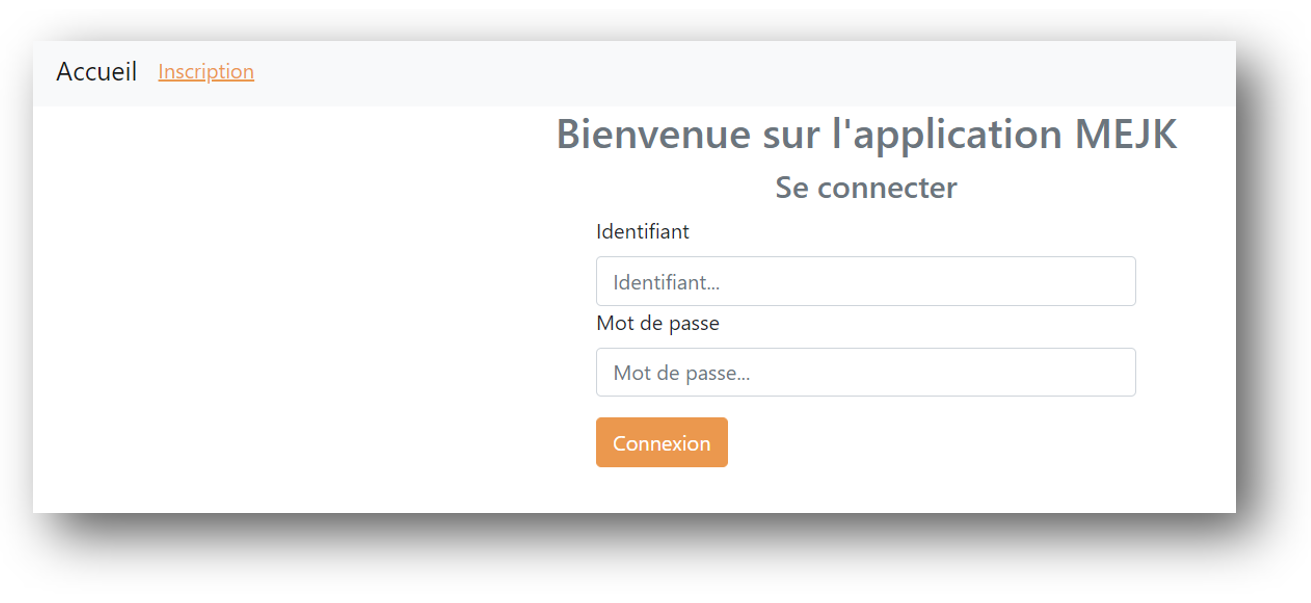 Accueil Inscription
Bienvenue sur l'application MEJK
Se connecter
Identifiant
Identifiant...
Mot de passe
Mot de passe...
Connexion